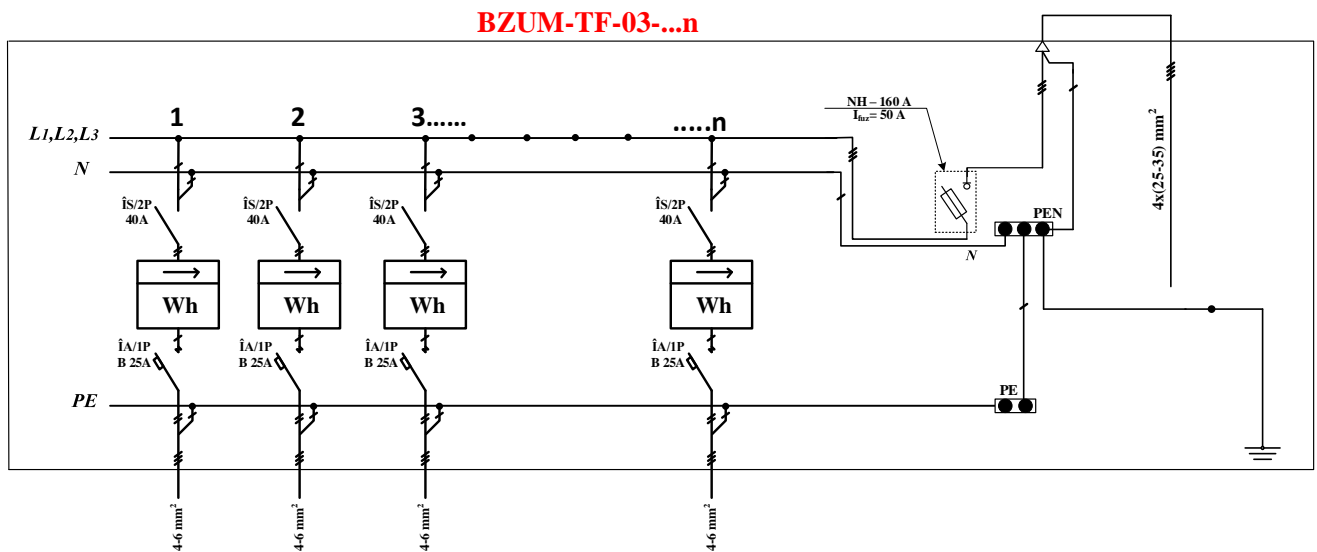 BZUM-TF-03-...n
1
2
3......
.....n
L1,L2,L3
N
NH – 160 A
Ifuz= 50 A
4x(25-35) mm²
ÎS/2P
40A
ÎS/2P
40A
ÎS/2P
40A
ÎS/2P
40A
PEN
N
Wh
Wh
Wh
Wh
ÎA/1P
B 25A
ÎA/1P
B 25A
ÎA/1P
B 25A
ÎA/1P
B 25A
PE
PE
4-6 mm²
4-6 mm²
4-6 mm²
4-6 mm²